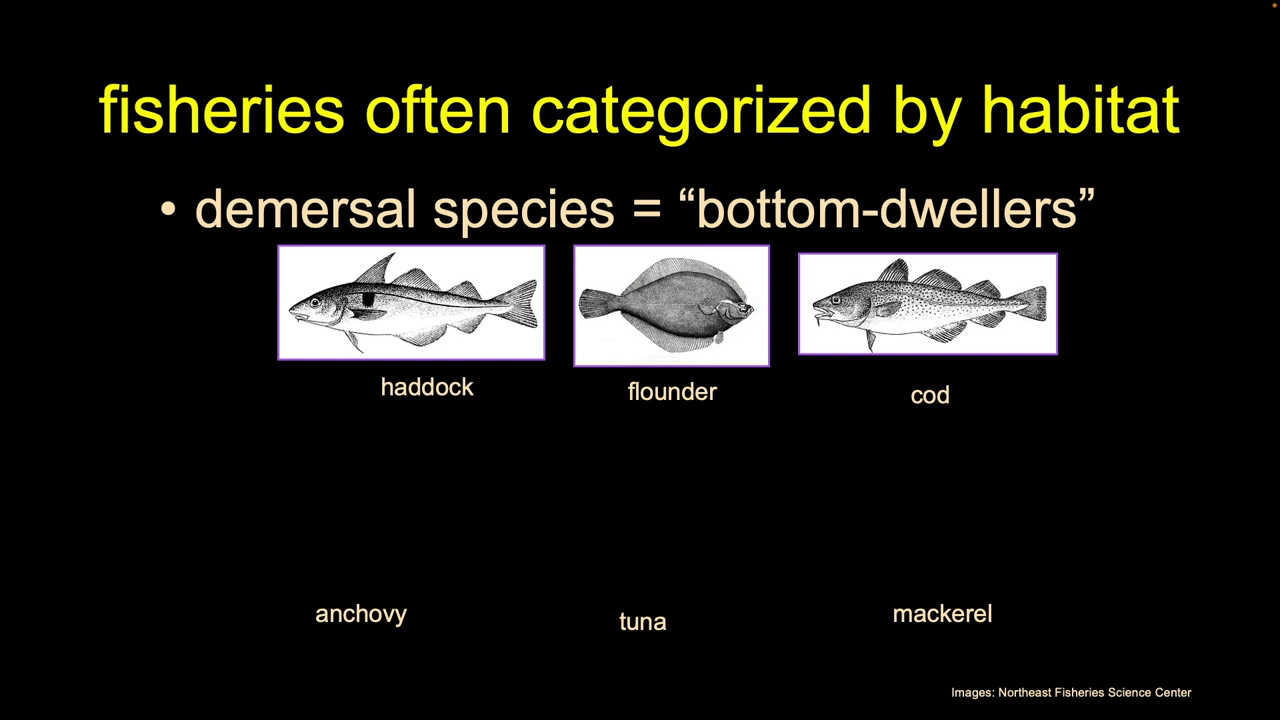 fisheries often categorized by habitat
• demersal species = “bottom-dwellers”
haddock
flounder
cod
anchovy
tuna
mackerel
Images: Northeast Fisheries Science Center